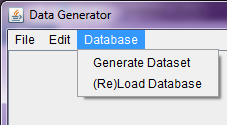 Data Generator
File Edit Database
Generate Dataset
(Re)Load Database